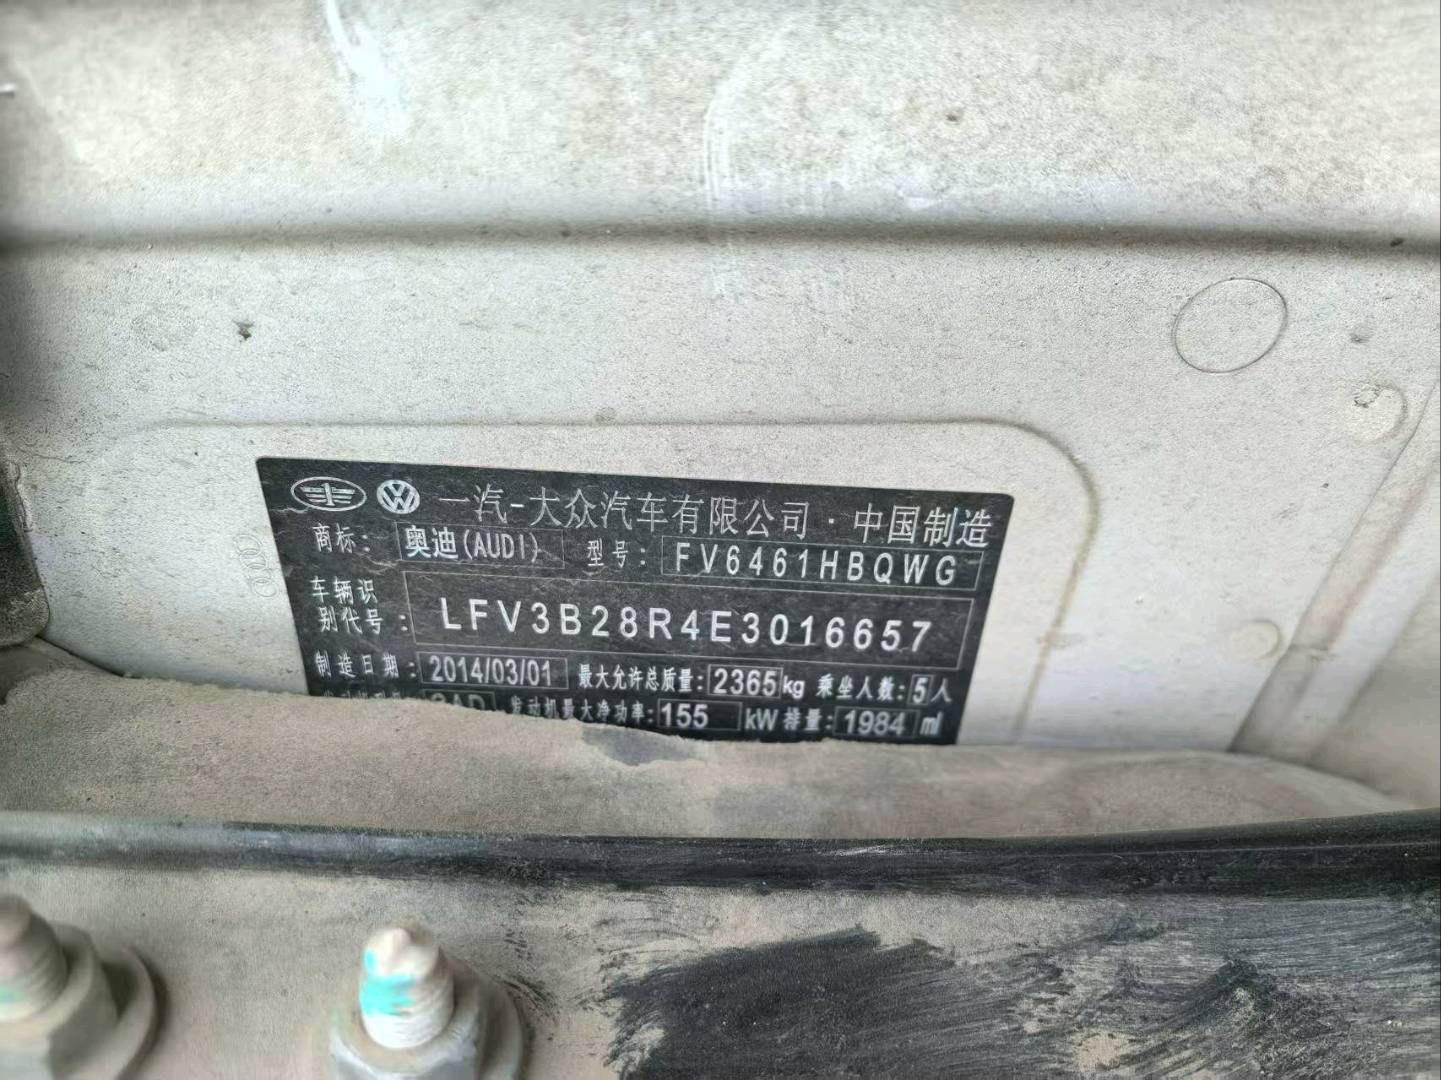 一汽-大众汽车有限公司·中国制造
商标：奥迪(AUDI) 型号：FV6461HBQWG
车辆识别代号：LFV3B28R4E3016657
制造日期：2014/03/01 最大允许总质量：2365kg 乘坐人数：5人
发动机最大净功率：155 kW 排量：1984 ml